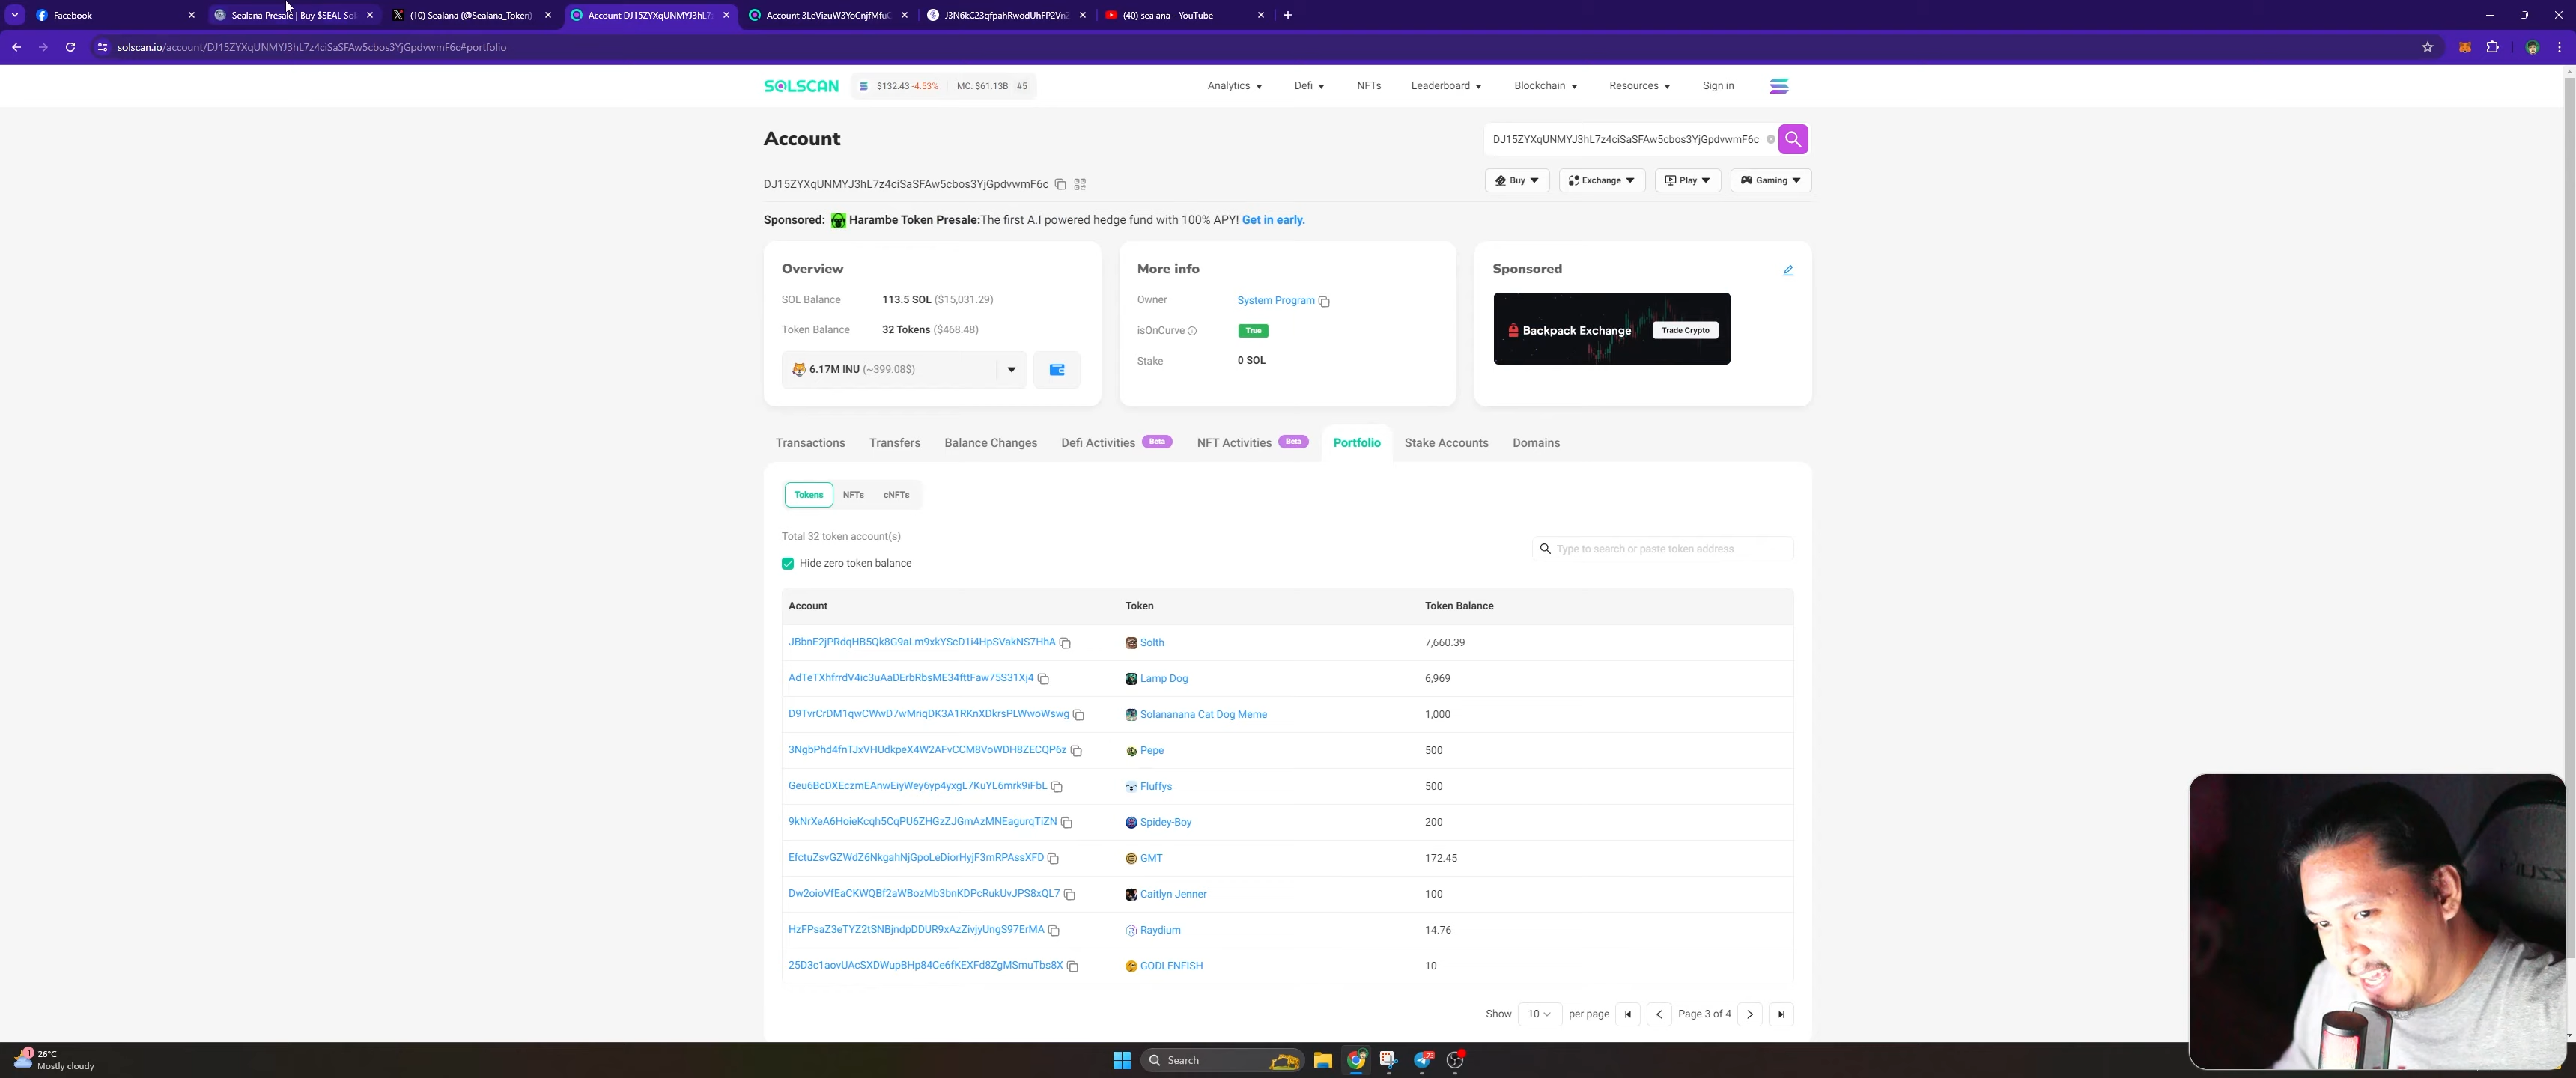 Facebook
Sealana Presale | Buy $SEAL Sol
(10) Sealana (@Sealana_Token)
Account DJ15ZYXqUNMYJ3hL7z
Account 3LeVizuW3YoCnjfMfu
J3N6kC23qfpahRwodUhFP2VnZ
(40) sealana - YouTube
solscan.io/account/DJ15ZYXqUNMYJ3hL7z4ciSaSFAw5cbos3YjGpdvwmF6c#portfolio
SOLSCAN
$132.43 -4.53% MC: $61.13B #5
Analytics Defi NFTs Leaderboard Blockchain Resources Sign in
Account
DJ15ZYXqUNMYJ3hL7z4ciSaSFAw5cbos3YjGpdvwmF6c
DJ15ZYXqUNMYJ3hL7z4ciSaSFAw5cbos3YjGpdvwmF6c
Buy Exchange Play Gaming
Sponsored: Harambe Token Presale:The first A.I powered hedge fund with 100% APY! Get in early.
Overview
SOL Balance 113.5 SOL ($15,031.29)
Token Balance 32 Tokens ($468.48)
6.17M INU (~399.08$)
More info
Owner System Program
isOnCurve True
Stake 0 SOL
Sponsored
Backpack Exchange Trade Crypto
Transactions Transfers Balance Changes Defi Activities Beta NFT Activities Beta Portfolio Stake Accounts Domains
Tokens NFTs cNFTs
Total 32 token account(s)
Type to search or paste token address
Hide zero token balance
Account Token Token Balance
JBbnE2jPRdqHB5Qk8G9aLm9xkYScD1i4HpSVakNS7HhA Solth 7,660.39
AdTeTXhfrrdV4ic3uAaDErbRbsME34fttFaw75S31Xj4 Lamp Dog 6,969
D9TvrCrDM1qwCWwD7wMriqDK3A1RKnXDkrsPLWwoWswg Solananana Cat Dog Meme 1,000
3NgbPhd4fnTJxVHUdkpeX4W2AFvCCM8VoWDH8ZECQP6z Pepe 500
Geu6BcDXEczmEAnwEiyWey6yp4yxgL7KuYL6mrk9iFbL Fluffys 500
9kNrXeA6HoieKcqh5CqPU6ZHGzZJGmAzMNEagurqTiZN Spidey-Boy 200
EfctuZsvGZWdZ6NkgahNjGpoLeDiorHyjF3mRPAssXFD GMT 172.45
Dw2oioVfEaCKWQBf2aWBozMb3bnKDPcRukUvJPS8xQL7 Caitlyn Jenner 100
HzFPsaZ3eTYZ2tSNBjndpDDUR9xAzZivjyUngS97ErMA Raydium 14.76
25D3c1aovUAcSXDWupBHp84Ce6fKEXFd8ZgMSmuTbs8X GODLENFISH 10
Show 10 per page Page 3 of 4
26°C
Mostly cloudy
Search